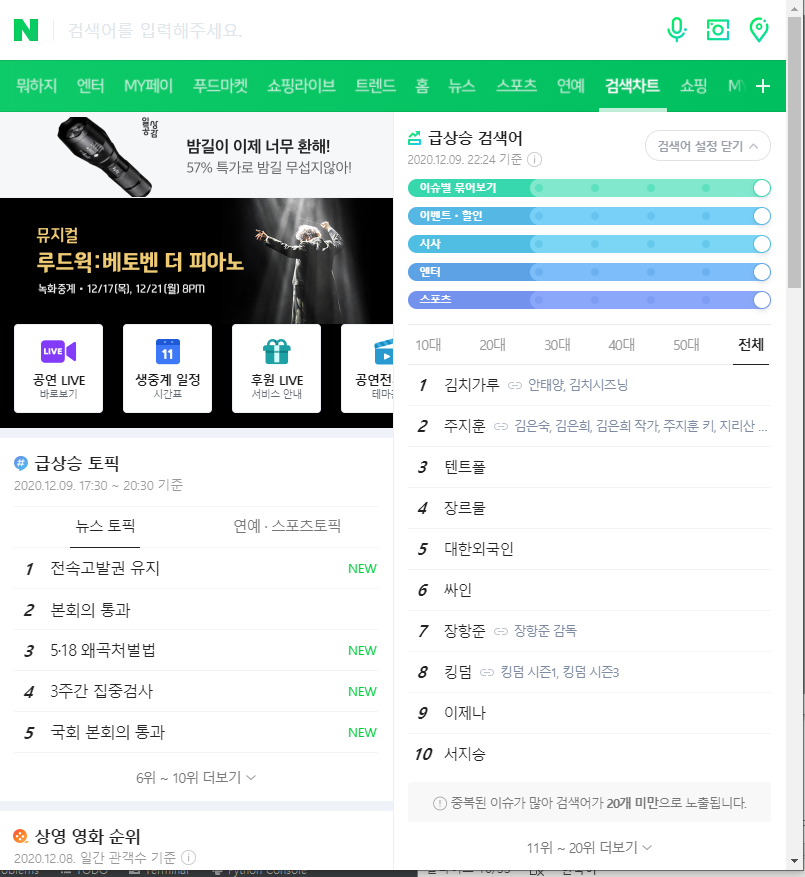 N
검색어를 입력해주세요.
뭐하지 엔터 MY페이 푸드마켓 쇼핑라이브 트렌드 홈 뉴스 스포츠 연예 검색차트 쇼핑
일상공감
밤길이 이제 너무 환해!
57% 특가로 밤길 무섭지않아!
뮤지컬
루드윅:베토벤 더 피아노
녹화중계 • 12/17(목), 12/21(월) 8PM
LIVE
공연 LIVE
바로보기
11
생중계 일정
시간표
후원 LIVE
서비스 안내
급상승 토픽
2020.12.09. 17:30 ~ 20:30 기준
뉴스 토픽 연예 · 스포츠토픽
1 전속고발권 유지 NEW
2 본회의 통과
3 5·18 왜곡처벌법 NEW
4 3주간 집중검사 NEW
5 국회 본회의 통과 NEW
6위 ~ 10위 더보기
상영 영화 순위
2020.12.08. 일간 관객수 기준
급상승 검색어
2020.12.09. 22:24 기준
검색어 설정 닫기
이슈별 묶어보기
이벤트 · 할인
시사
엔터
스포츠
10대 20대 30대 40대 50대 전체
1 김치가루 안태양, 김치시즈닝
2 주지훈 김은숙, 김은희, 김은희 작가, 주지훈 키, 지리산 ...
3 텐트폴
4 장르물
5 대한외국인
6 싸인
7 장항준 장항준 감독
8 킹덤 킹덤 시즌1, 킹덤 시즌3
9 이제나
10 서지승
중복된 이슈가 많아 검색어가 20개 미만으로 노출됩니다.
11위 ~ 20위 더보기